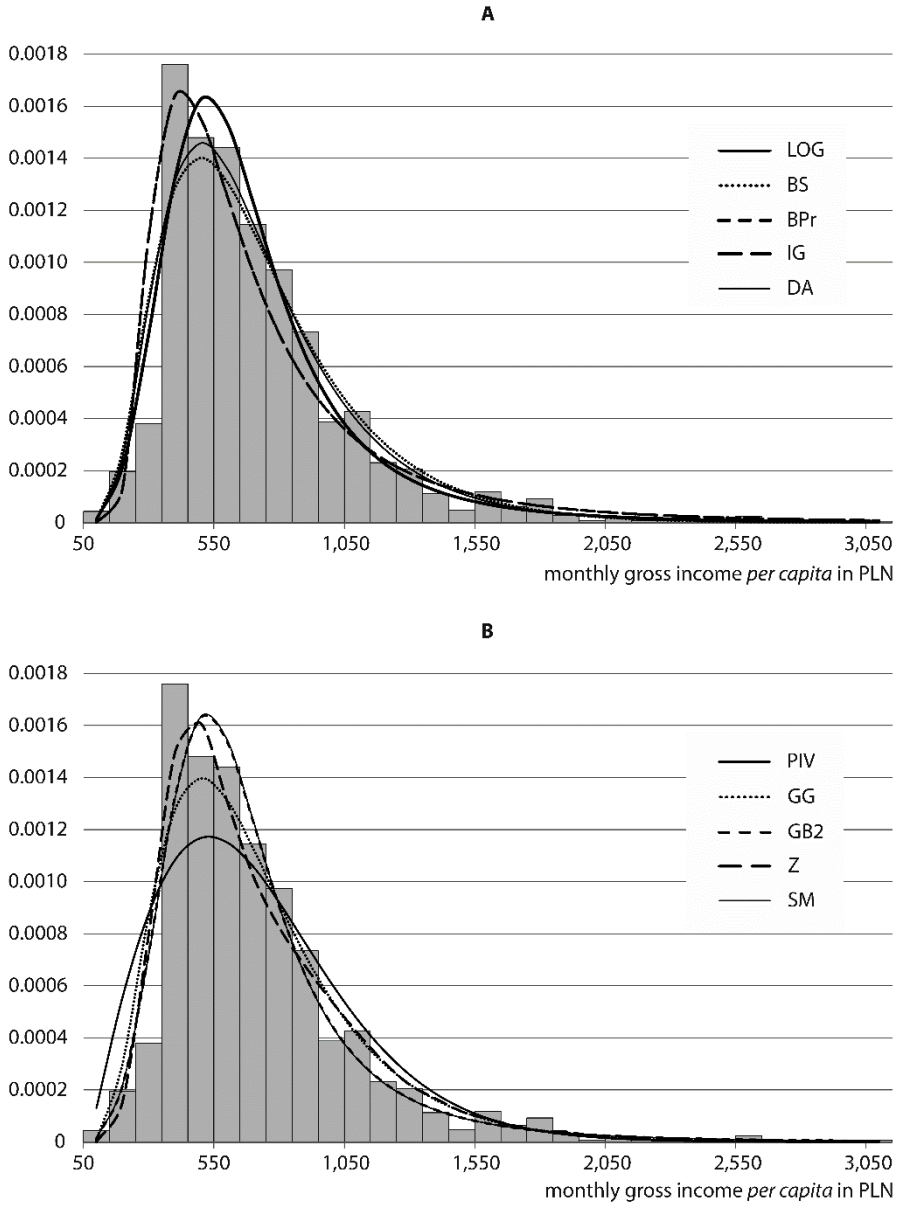 A
0.0018
0.0016
0.0014
0.0012
0.0010
0.0008
0.0006
0.0004
0.0002
0
LOG
BS
BPr
IG
DA
50 550 1,050 1,550 2,050 2,550 3,050
monthly gross income per capita in PLN
B
0.0018
0.0016
0.0014
0.0012
0.0010
0.0008
0.0006
0.0004
0.0002
0
PIV
GG
GB2
Z
SM
50 550 1,050 1,550 2,050 2,550 3,050
monthly gross income per capita in PLN